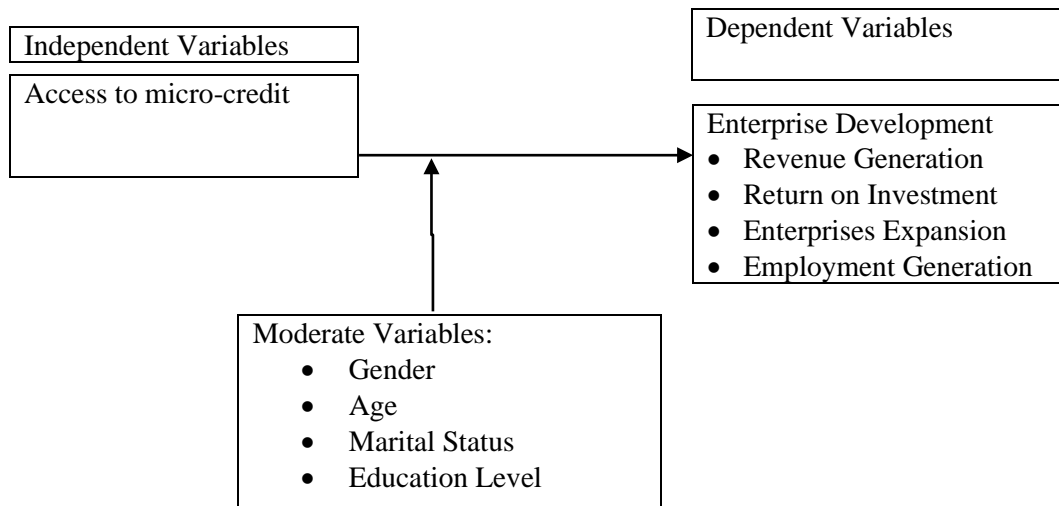 Independent Variables
Access to micro-credit
Dependent Variables
Enterprise Development
• Revenue Generation
• Return on Investment
• Enterprises Expansion
• Employment Generation
Moderate Variables:
• Gender
• Age
• Marital Status
• Education Level